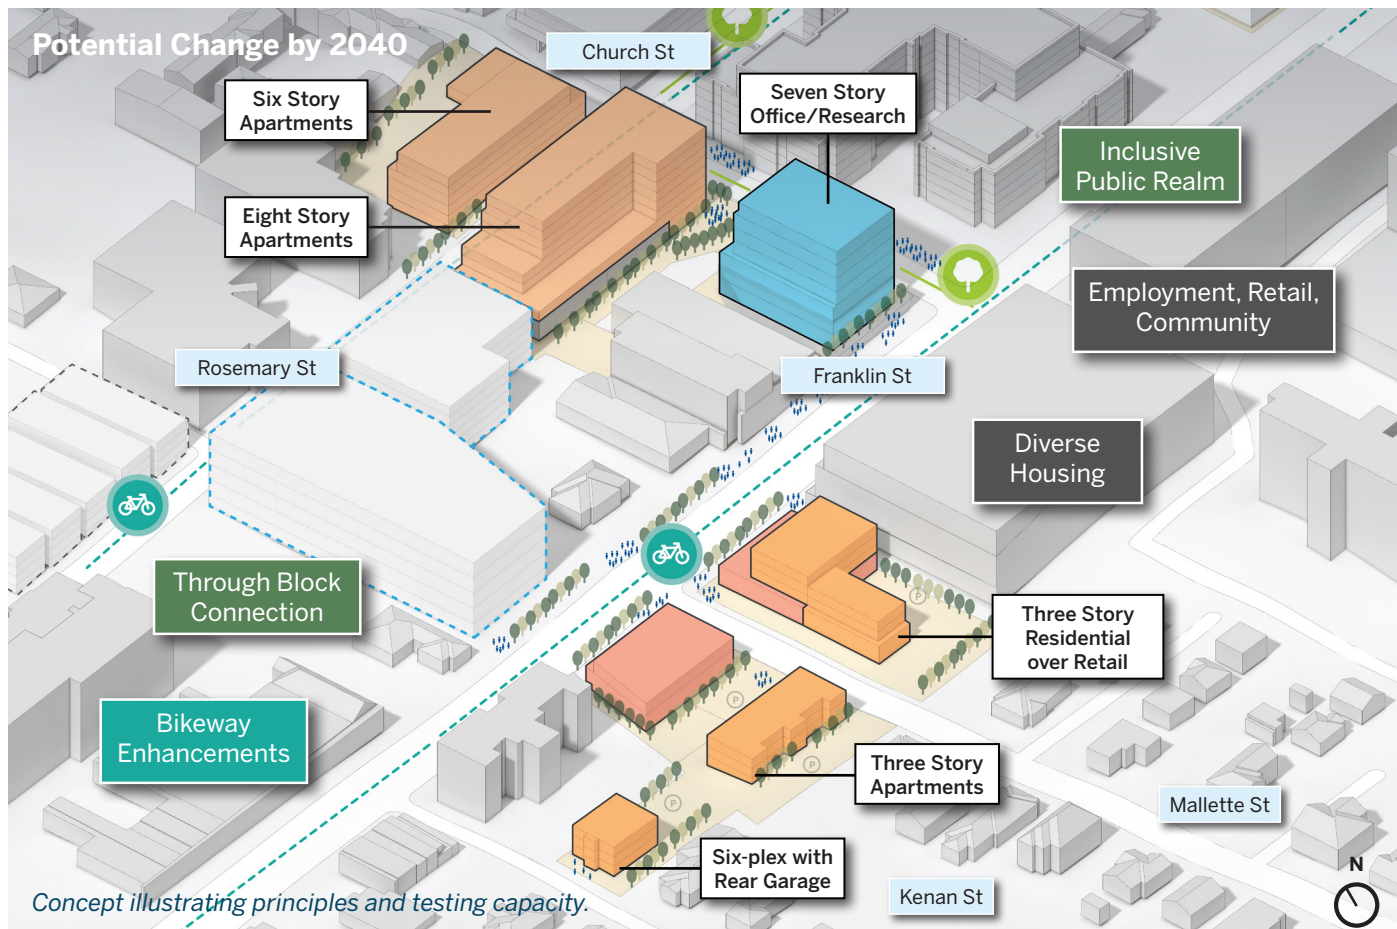 Potential Change by 2040
Church St
Six Story
Apartments
Seven Story
Office/Research
Inclusive
Public Realm
Eight Story
Apartments
Employment, Retail,
Community
Rosemary St
Franklin St
Diverse
Housing
Through Block
Connection
P
Three Story
Residential
over Retail
Bikeway
Enhancements
P
P
Three Story
Apartments
P
Mallette St
Six-plex with
Rear Garage
N
Kenan St
Concept illustrating principles and testing capacity.